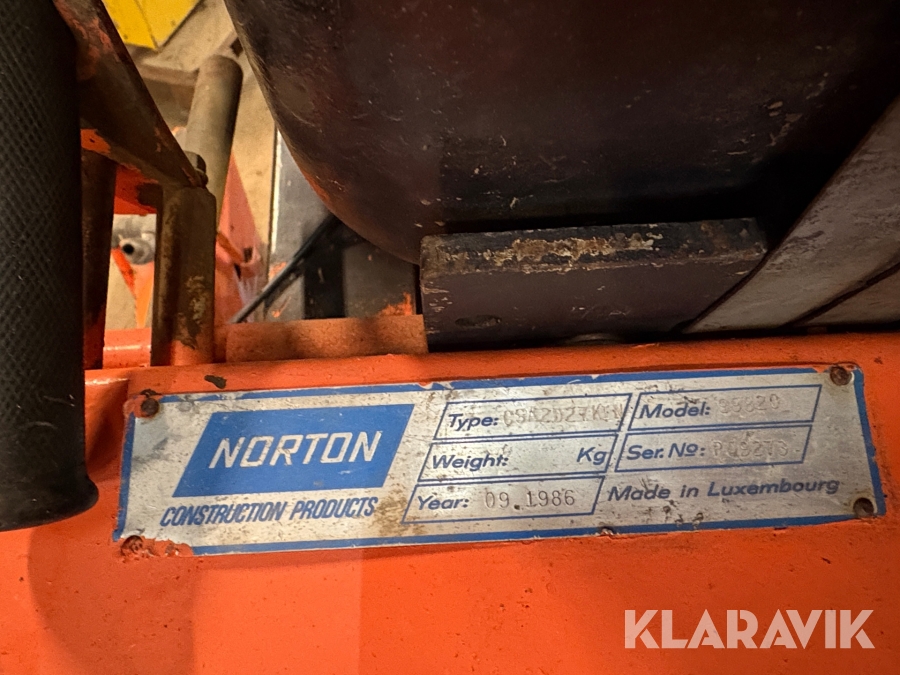 NORTON
CONSTRUCTION PRODUCTS
Type:
Model:
Weight: Kg
Ser. No:
Year: 09.1986
Made in Luxembourg
KLARAVIK